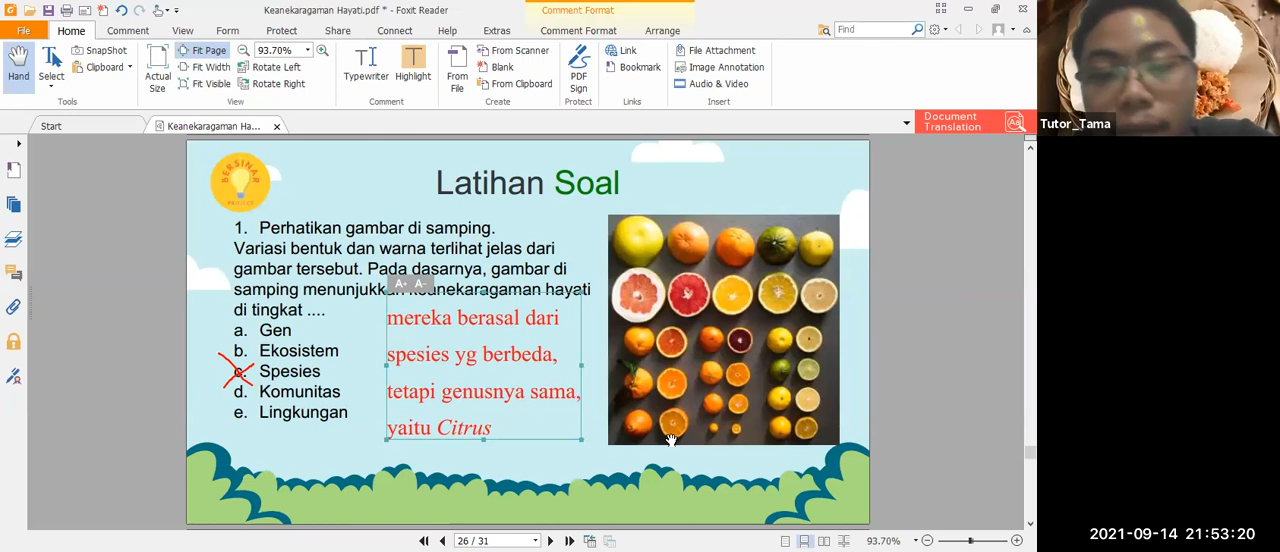 Keanekaragaman Hayati.pdf * - Foxit Reader
Comment Format
File
Home
Comment
View
Form
Protect
Share
Connect
Help
Extras
Comment Format
Arrange
Find
Hand
Select
SnapShot
Clipboard
Actual Size
Fit Page
Fit Width
Fit Visible
93.70%
Rotate Left
Rotate Right
Typewriter
Highlight
From File
From Scanner
Blank
From Clipboard
PDF Sign
Link
Bookmark
File Attachment
Image Annotation
Audio & Video
Tools
View
Comment
Create
Protect
Links
Insert
Start
Keanekaragaman Ha...
Document Translation
Tutor_Tama
BERSINAR
PROJECT
Latihan Soal
1. Perhatikan gambar di samping.
Variasi bentuk dan warna terlihat jelas dari
gambar tersebut. Pada dasarnya, gambar di
samping menunjukkan keanekaragaman hayati
di tingkat ....
a. Gen
b. Ekosistem
c. Spesies
d. Komunitas
e. Lingkungan
A+ A-
mereka berasal dari
spesies yg berbeda,
tetapi genusnya sama,
yaitu Citrus
26 / 31
93.70%
2021-09-14 21:53:20